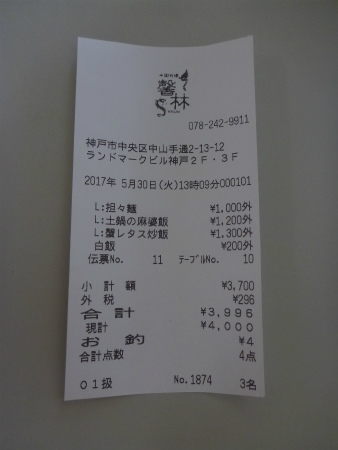 馨林
078-242-9911
神戸市中央区中山手通2-13-12
ランドマークビル神戸2F・3F
2017年 5月30日(火)13時09分000101
L:担々麺 ¥1,000外
L:土鍋の麻婆飯 ¥1,200外
L:蟹レタス炒飯 ¥1,300外
白飯 ¥200外
伝票No. 11 テーブルNo. 10
小計額 ¥3,700
外税 ¥296
合計 ¥3,996
現計 ¥4,000
お釣 ¥4
合計点数 4点
01扱 No.1874 3名